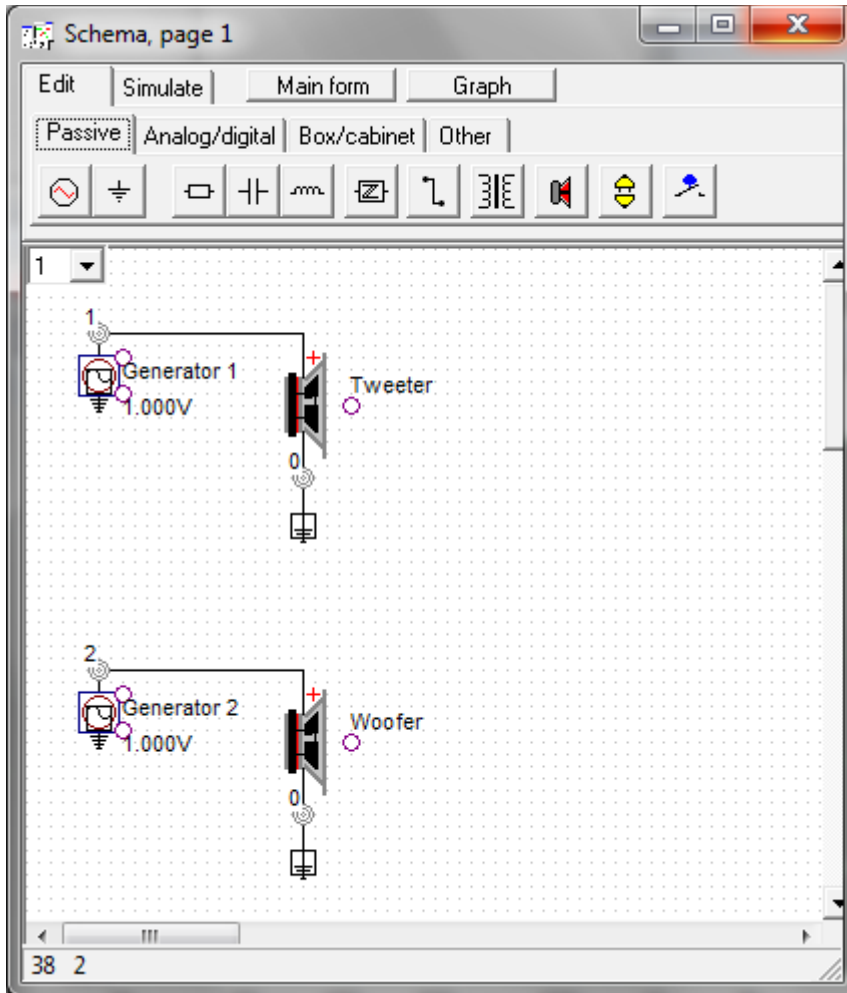 Schema, page 1
Edit Simulate Main form Graph
Passive Analog/digital Box/cabinet Other
Z
1
1
Generator 1
1.000V
+
Tweeter
0
2
Generator 2
1.000V
+
Woofer
0
38 2